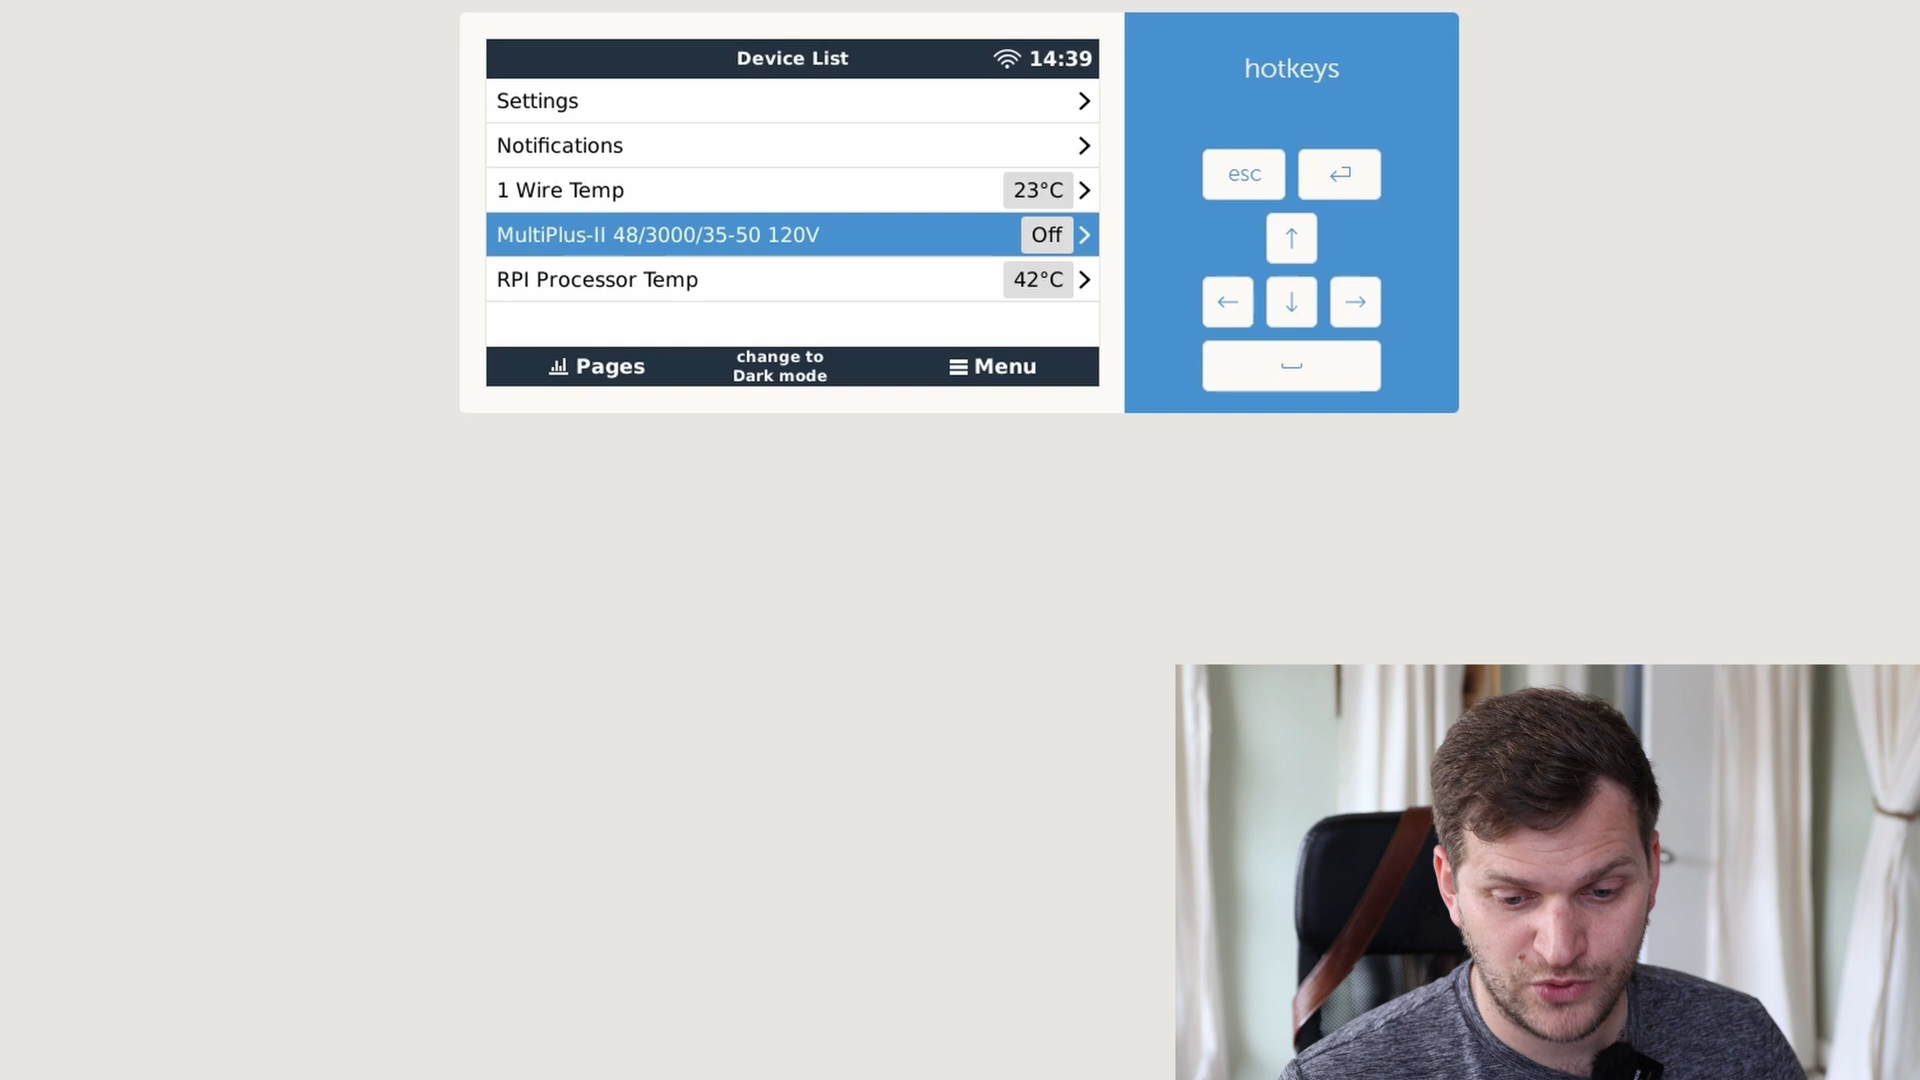 Device List 14:39
Settings
Notifications
1 Wire Temp 23°C
MultiPlus-II 48/3000/35-50 120V Off
RPI Processor Temp 42°C
Pages
change to
Dark mode
Menu
hotkeys
esc